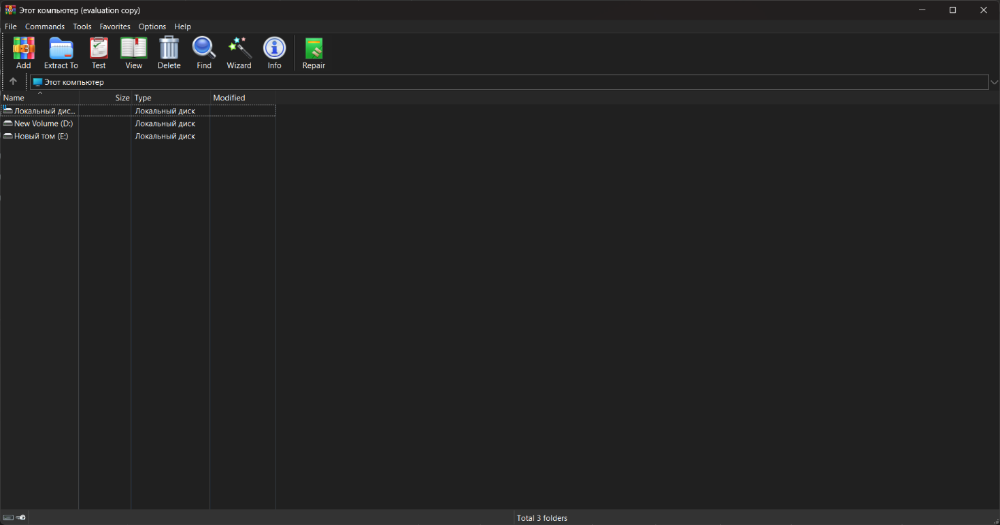 Этот компьютер (evaluation copy)
File Commands Tools Favorites Options Help
Add Extract To Test View Delete Find Wizard Info Repair
Этот компьютер
Name Size Type Modified
Локальный дис... Локальный диск
New Volume (D:) Локальный диск
Новый том (E:) Локальный диск
Total 3 folders